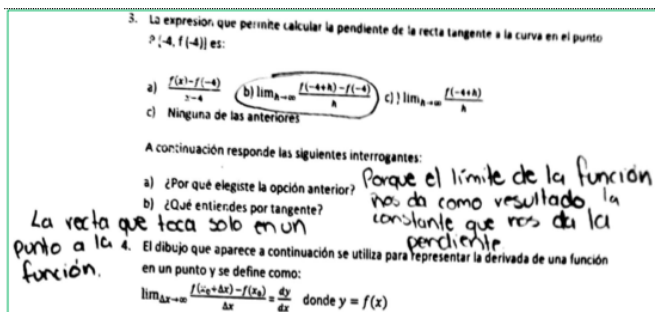 3. La expresión que permite calcular la pendiente de la recta tangente a la curva en el punto
P [-4, f (-4)] es:
a) f(x)-f(-4) / x-4 b) lim h→∞ f(-4+h)-f(-4) / h c) ) lim h→∞ f(-4+h) / h
c) Ninguna de las anteriores
A continuación responde las siguientes interrogantes:
a) ¿Por qué elegiste la opción anterior? Porque el límite de la función
nos da como resultado la
constante que nos da la
pendiente
b) ¿Qué entiendes por tangente?
La recta que toca solo en un
punto a la
función.
4. El dibujo que aparece a continuación se utiliza para representar la derivada de una función
en un punto y se define como:
lim Δx→∞ f(x₀+Δx)-f(x₀) / Δx = dy / dx donde y = f(x)